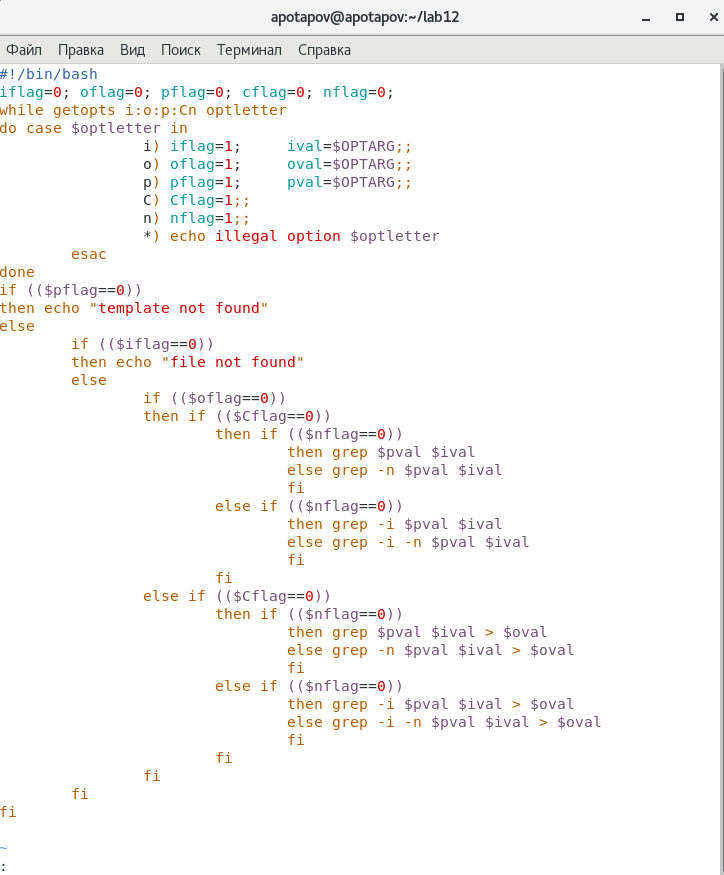 apotapov@apotapov:~/lab12
Файл Правка Вид Поиск Терминал Справка
#!/bin/bash
iflag=0; oflag=0; pflag=0; cflag=0; nflag=0;
while getopts i:o:p:Cn optletter
do case $optletter in
                i) iflag=1;     ival=$OPTARG;;
                o) oflag=1;     oval=$OPTARG;;
                p) pflag=1;     pval=$OPTARG;;
                C) Cflag=1;;
                n) nflag=1;;
                *) echo illegal option $optletter
        esac
done
if (($pflag==0))
then echo "template not found"
else
        if (($iflag==0))
        then echo "file not found"
        else
                if (($oflag==0))
                then if (($Cflag==0))
                        then if (($nflag==0))
                                then grep $pval $ival
                                else grep -n $pval $ival
                                fi
                        else if (($nflag==0))
                                then grep -i $pval $ival
                                else grep -i -n $pval $ival
                                fi
                        fi
                else if (($Cflag==0))
                        then if (($nflag==0))
                                then grep $pval $ival > $oval
                                else grep -n $pval $ival > $oval
                                fi
                        else if (($nflag==0))
                                then grep -i $pval $ival > $oval
                                else grep -i -n $pval $ival > $oval
                                fi
                        fi
                fi
        fi
fi
~
: